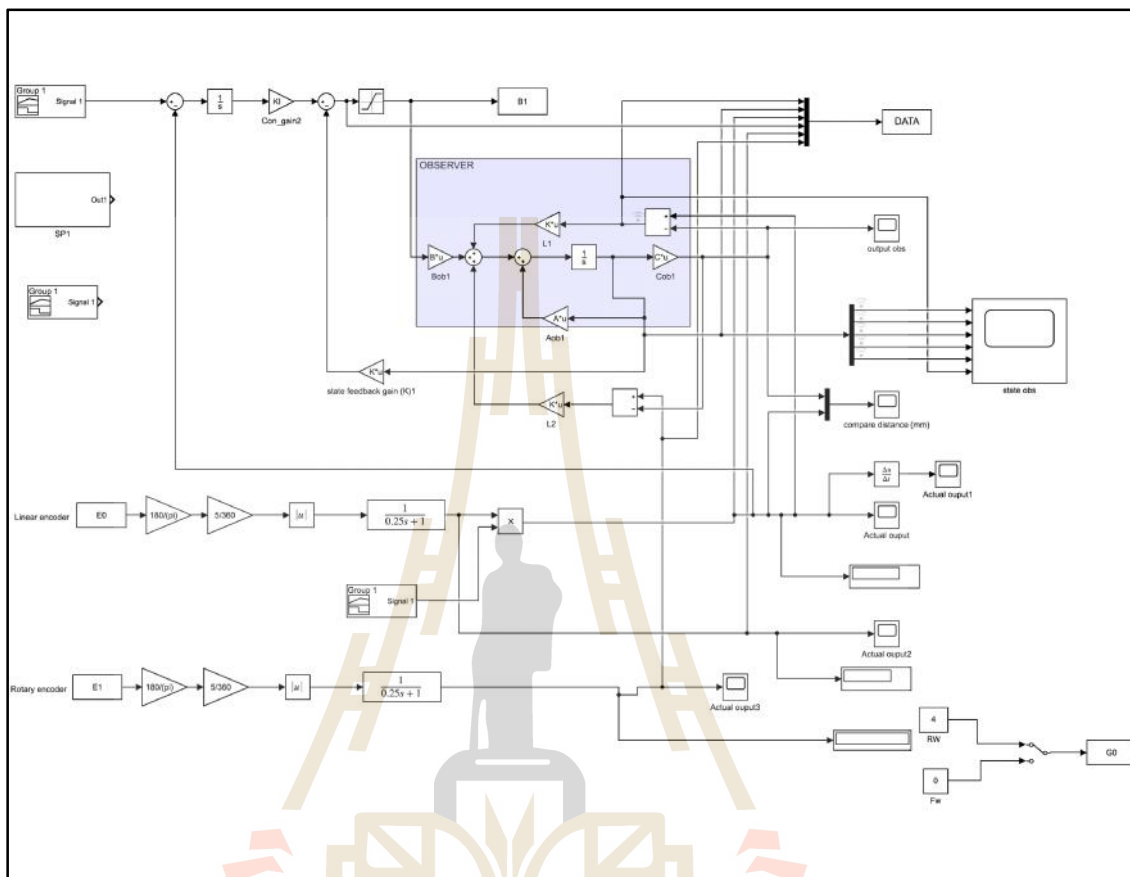 Group 1
Signal 1
1
s
KI
Con_gain2
B1
DATA
OBSERVER
Out1
SP1
K*u
L1
output obs
B*u
Bob1
1
s
C*u
Cob1
Group 1
Signal 1
A*u
Aob1
K*u
state feedback gain (K)1
state obs
K*u
L2
compare distance (mm)
Δu
Δt
Actual ouput1
Linear encoder
E0
180/(pi)
5/360
|u|
1
0.25s + 1
×
Actual ouput
Group 1
Signal 1
Actual ouput2
Rotary encoder
E1
180/(pi)
5/360
|u|
1
0.25s + 1
Actual ouput3
4
RW
G0
0
Fw